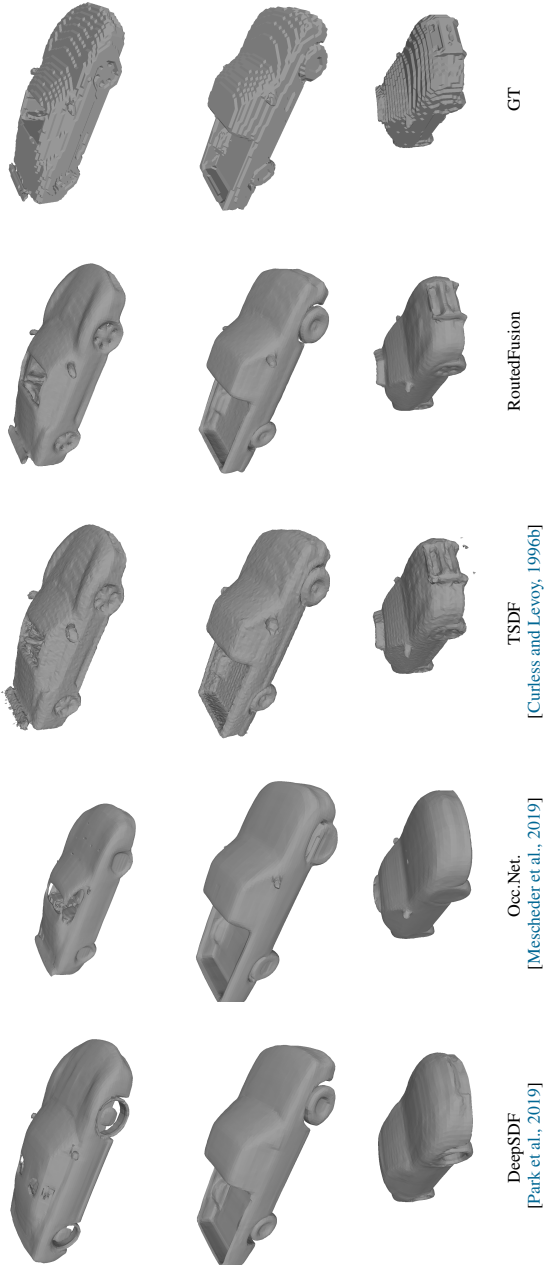 DeepSDF
[Park et al., 2019]
Occ.Net.
[Mescheder et al., 2019]
TSDF
[Curless and Levoy, 1996b]
RoutedFusion
GT